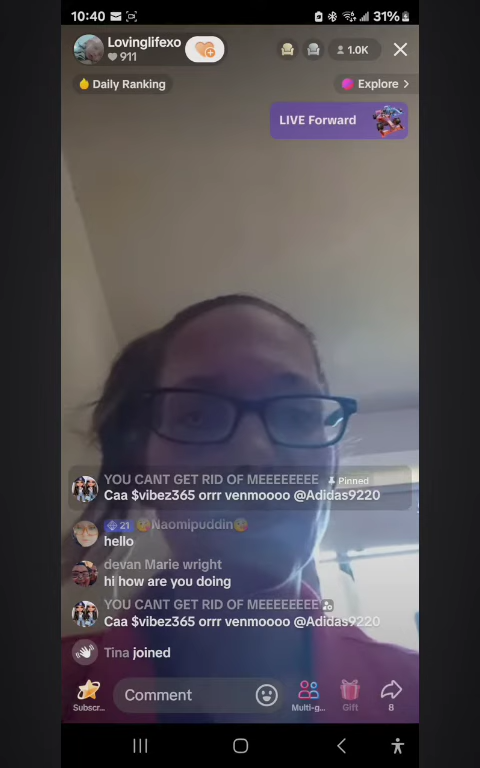 10:40
31%
Lovinglifexo
911
1.0K
Daily Ranking
Explore >
LIVE Forward
YOU CANT GET RID OF MEEEEEEEE Pinned
Caa $vibez365 orrr venmoooo @Adidas9220
21 😘Naomipuddin😘
hello
devan Marie wright
hi how are you doing
YOU CANT GET RID OF MEEEEEEEE
Caa $vibez365 orrr venmoooo @Adidas9220
Tina joined
Comment
Subscr...
Multi-g...
Gift
8